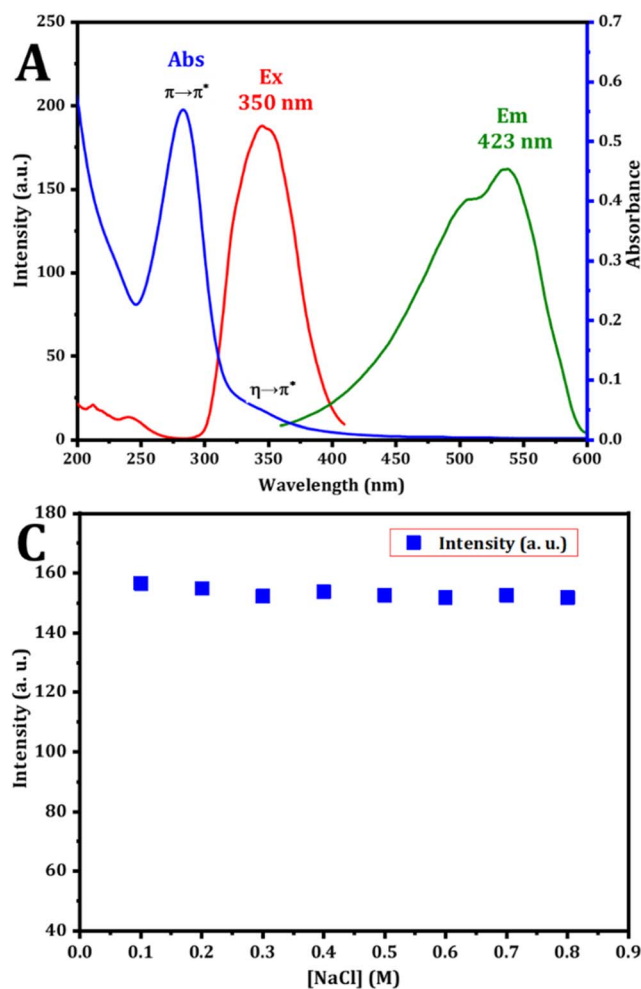 A
Abs
π→π*
Ex
350 nm
Em
423 nm
η→π*
Intensity (a.u.)
250
200
150
100
50
0
Absorbance
0.7
0.6
0.5
0.4
0.3
0.2
0.1
0.0
200 250 300 350 400 450 500 550 600
Wavelength (nm)
C
Intensity (a. u.)
Intensity (a. u.)
180
160
140
120
100
80
60
40
0.0 0.1 0.2 0.3 0.4 0.5 0.6 0.7 0.8 0.9
[NaCl] (M)